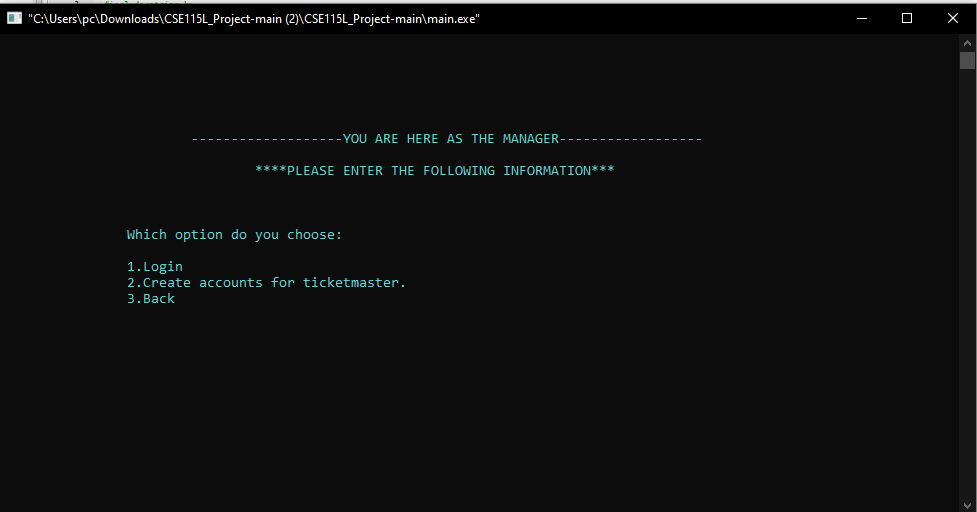 "C:\Users\pc\Downloads\CSE115L_Project-main (2)\CSE115L_Project-main\main.exe"
-------------------YOU ARE HERE AS THE MANAGER------------------
****PLEASE ENTER THE FOLLOWING INFORMATION***
Which option do you choose:
1.Login
2.Create accounts for ticketmaster.
3.Back